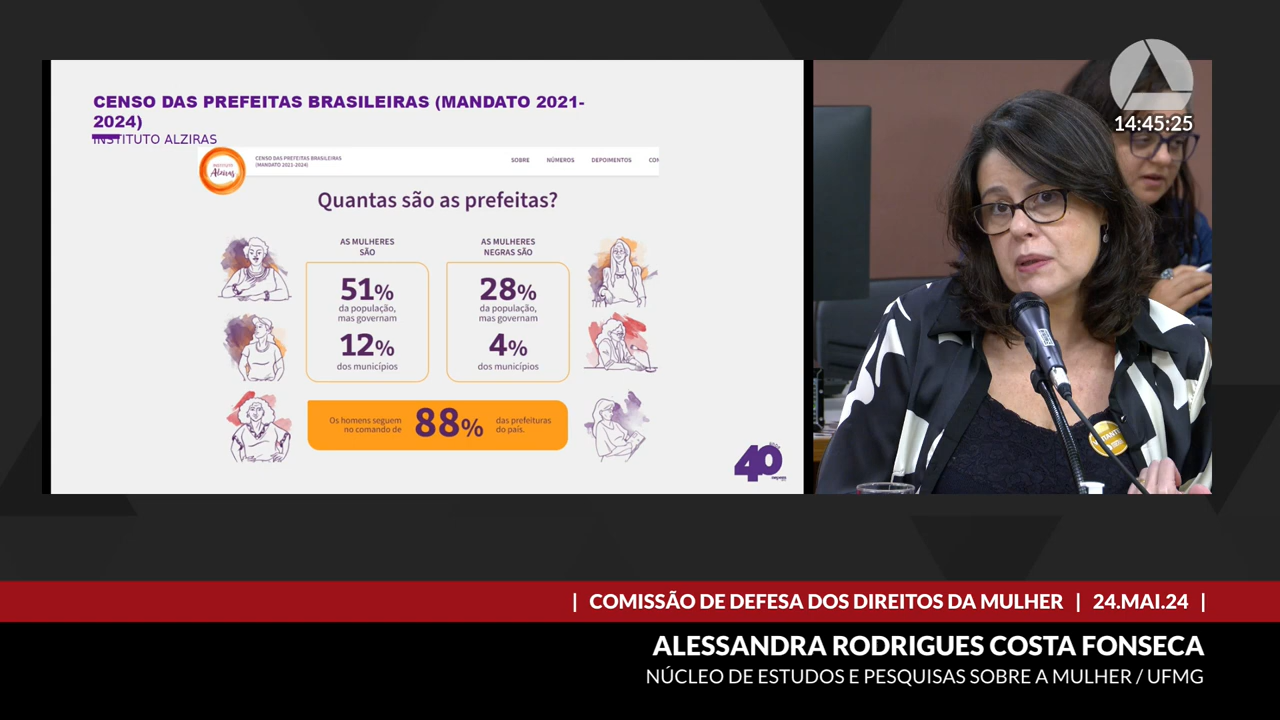 CENSO DAS PREFEITAS BRASILEIRAS (MANDATO 2021-
2024)
INSTITUTO ALZIRAS
INSTITUTO
Alziras
CENSO DAS PREFEITAS BRASILEIRAS
(MANDATO 2021-2024)
SOBRE NÚMEROS DEPOIMENTOS CON
Quantas são as prefeitas?
AS MULHERES
SÃO
51%
da população,
mas governam
12%
dos municípios
AS MULHERES
NEGRAS SÃO
28%
da população,
mas governam
4%
dos municípios
Os homens seguem
no comando de
88%
das prefeituras
do país.
40
14:45:25
| COMISSÃO DE DEFESA DOS DIREITOS DA MULHER | 24.MAI.24 |
ALESSANDRA RODRIGUES COSTA FONSECA
NÚCLEO DE ESTUDOS E PESQUISAS SOBRE A MULHER / UFMG